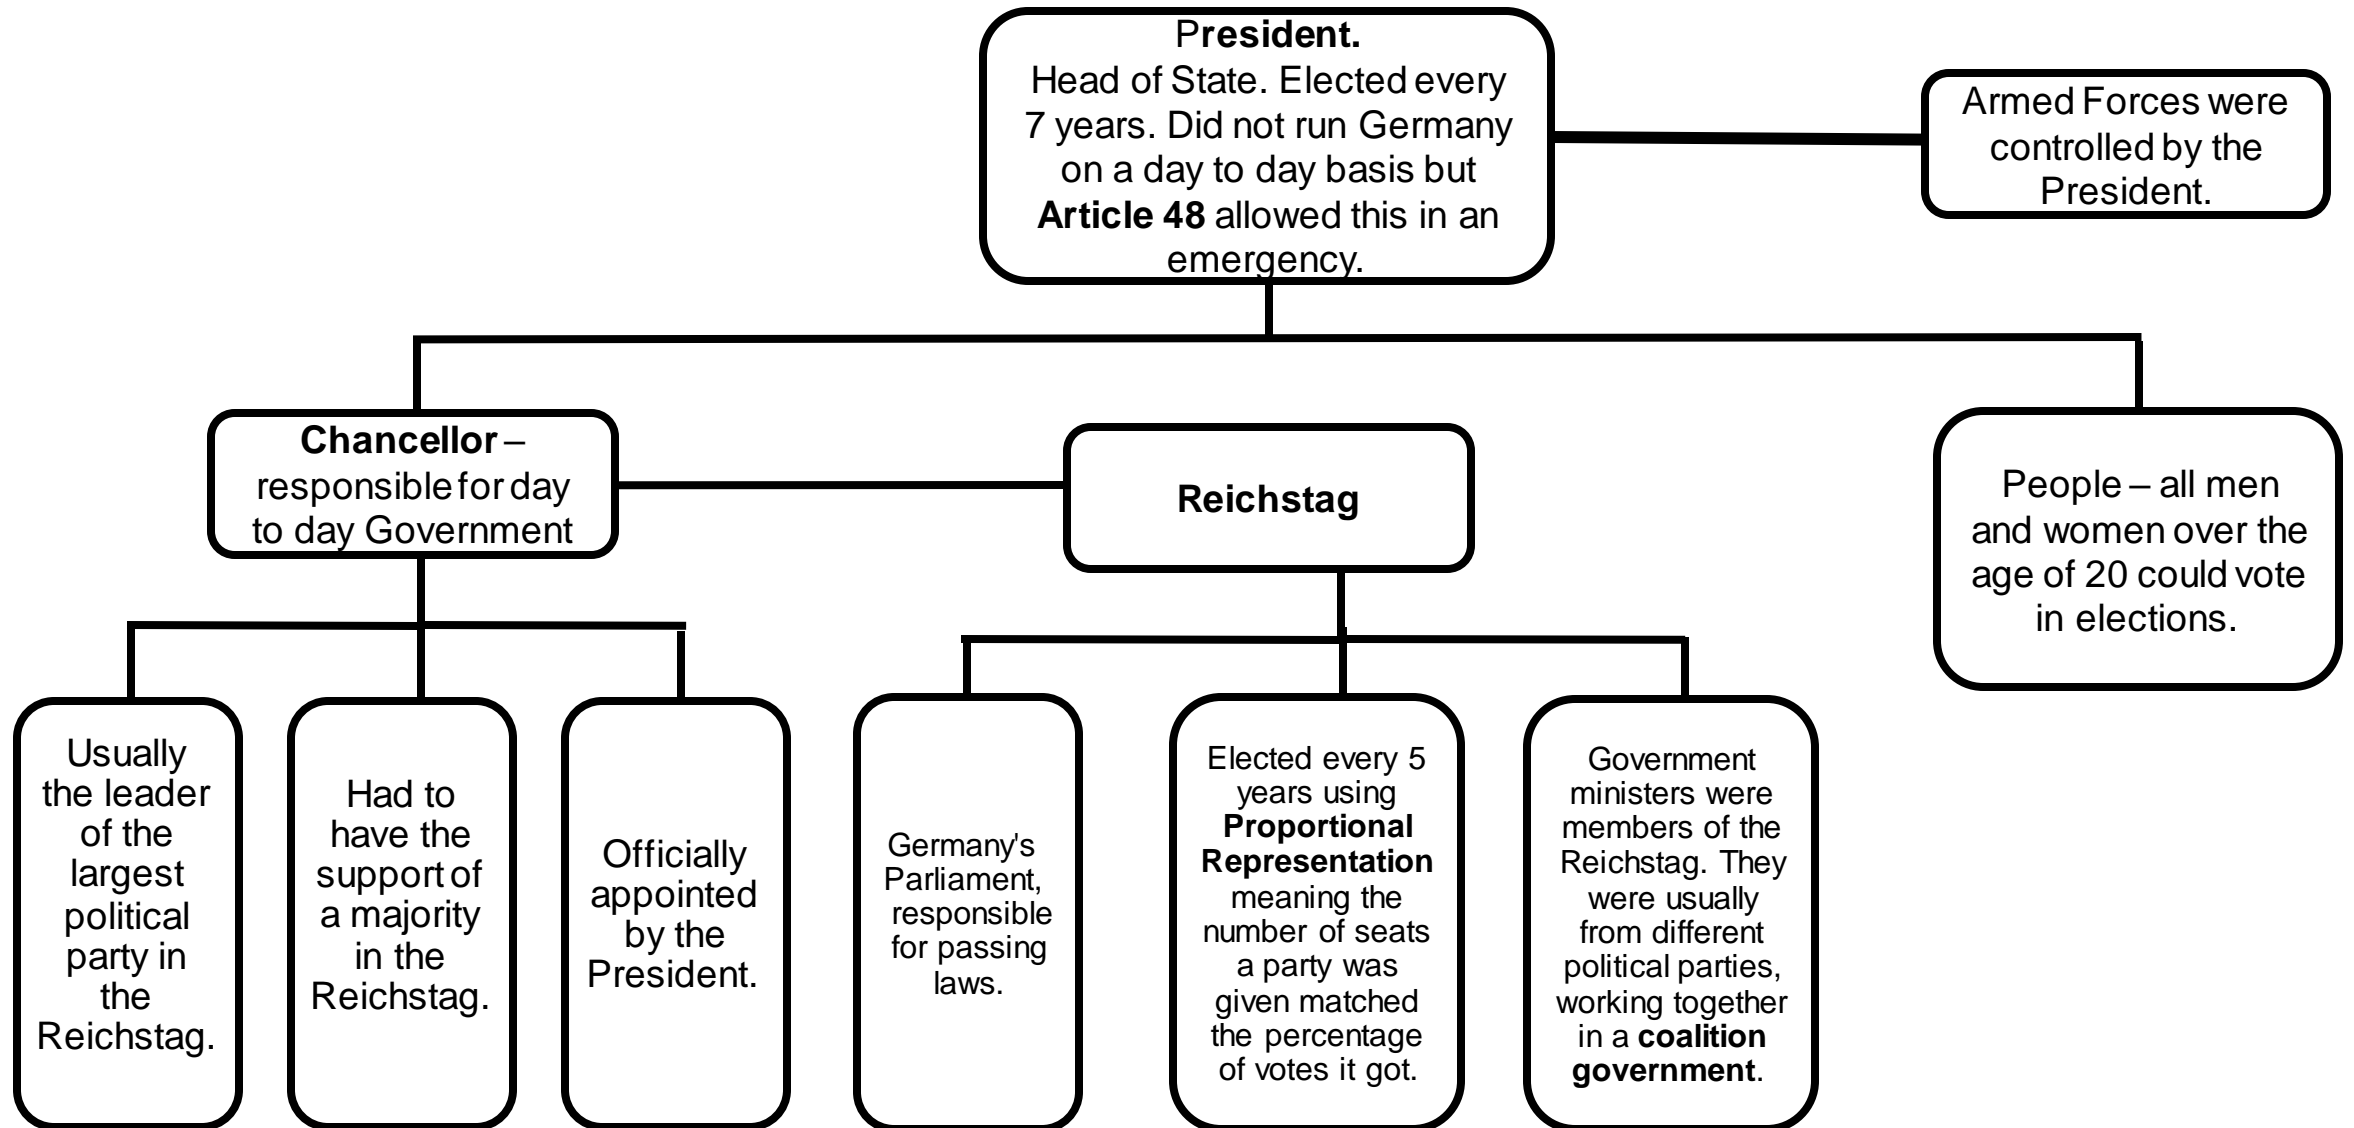 President.
Head of State. Elected every
7 years. Did not run Germany
on a day to day basis but
Article 48 allowed this in an
emergency.
Armed Forces were
controlled by the
President.
Chancellor –
responsible for day
to day Government
Reichstag
People – all men
and women over the
age of 20 could vote
in elections.
Usually
the leader
of the
largest
political
party in
the
Reichstag.
Had to
have the
support of
a majority
in the
Reichstag.
Officially
appointed
by the
President.
Germany's
Parliament,
responsible
for passing
laws.
Elected every 5
years using
Proportional
Representation
meaning the
number of seats
a party was
given matched
the percentage
of votes it got.
Government
ministers were
members of the
Reichstag. They
were usually
from different
political parties,
working together
in a coalition
government.